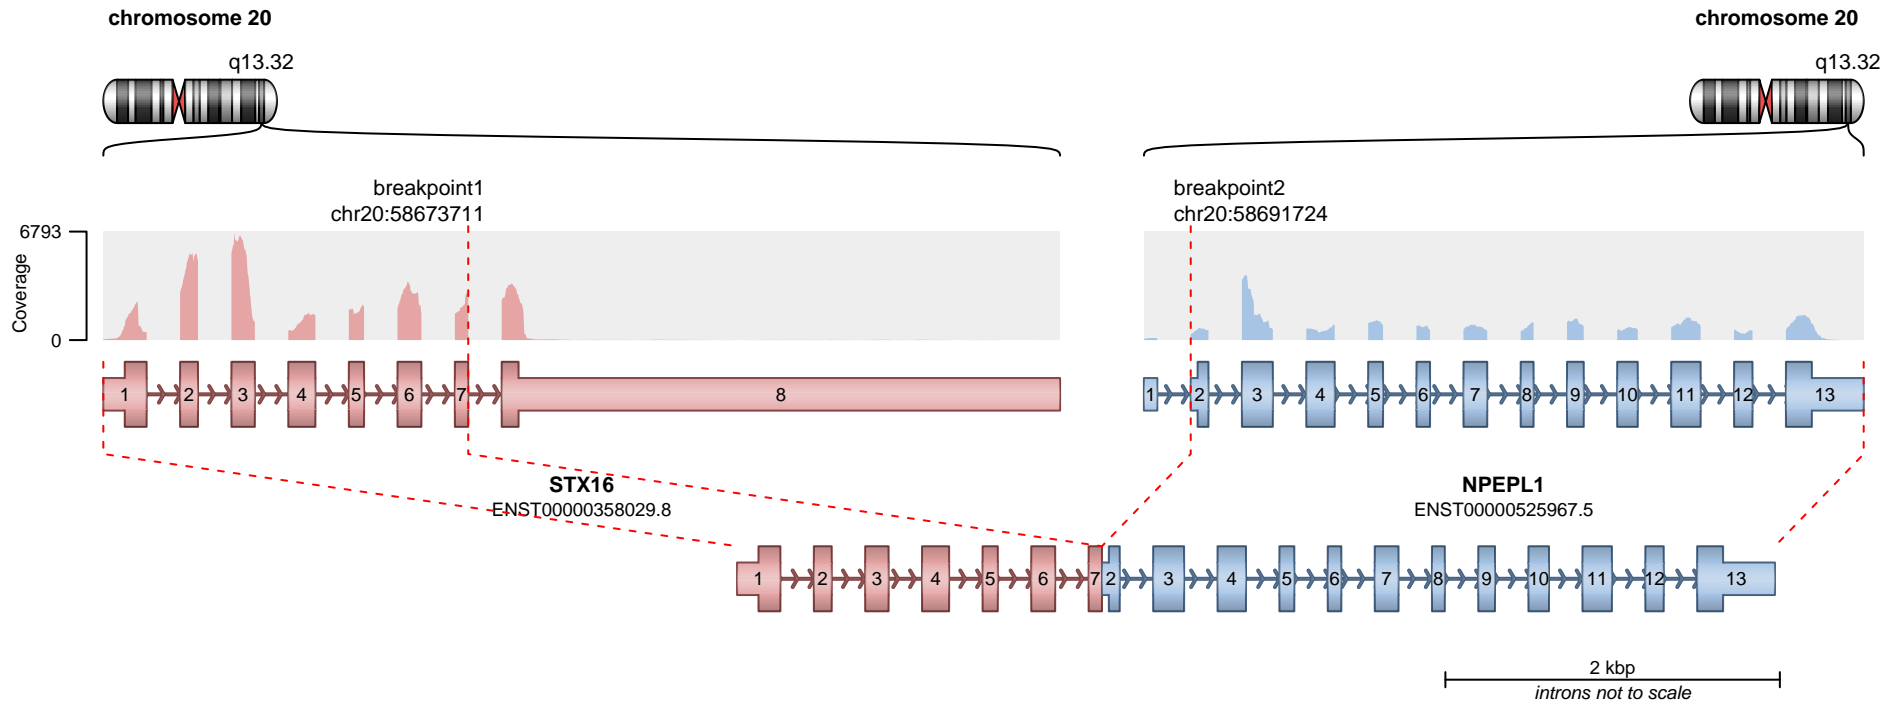 chromosome 20
chromosome 20
q13.32
q13.32
breakpoint1
chr20:58673711
breakpoint2
chr20:58691724
6793
Coverage
0
1 2 3 4 5 6 7 8
1 2 3 4 5 6 7 8 9 10 11 12 13
STX16
ENST00000358029.8
NPEPL1
ENST00000525967.5
1 2 3 4 5 6 7 2 3 4 5 6 7 8 9 10 11 12 13
2 kbp
introns not to scale